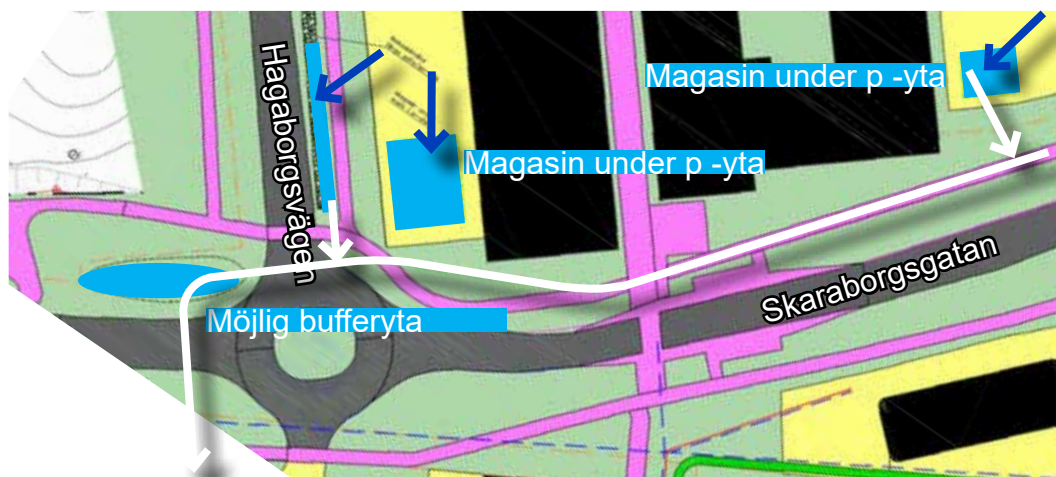 Magasin under p -yta
Hagaborgsvägen
Magasin under p -yta
Skaraborgsgatan
Möjlig bufferyta